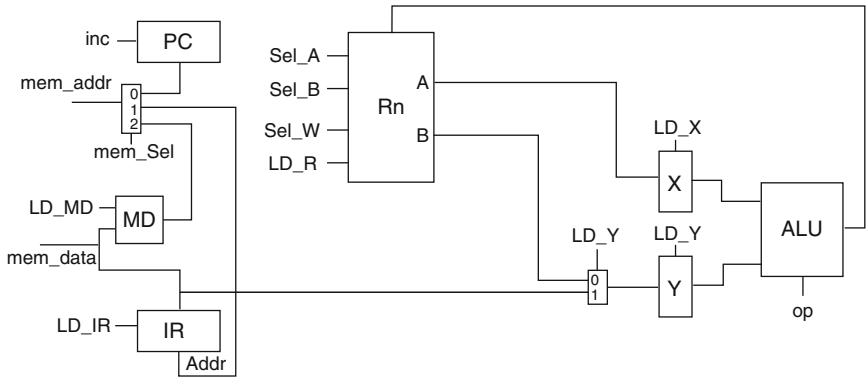 inc
PC
mem_addr
0
1
2
mem_Sel
LD_MD
MD
mem_data
LD_IR
IR
Addr
Sel_A
Sel_B
Sel_W
LD_R
Rn
A
B
LD_X
X
LD_Y
0
1
LD_Y
Y
ALU
op